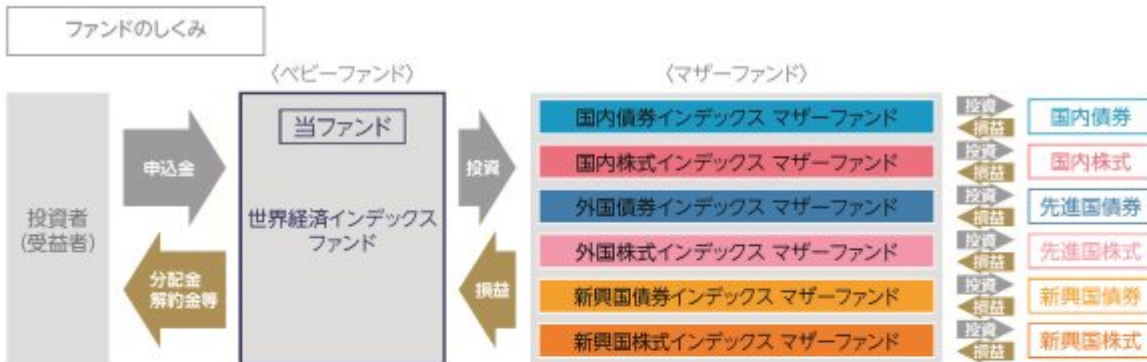 ファンドのしくみ
〈ベビーファンド〉
〈マザーファンド〉
投資者
(受益者)
申込金
分配金
解約金等
当ファンド
世界経済インデックス
ファンド
投資
損益
国内債券インデックス マザーファンド
投資
損益
国内債券
国内株式インデックス マザーファンド
投資
損益
国内株式
外国債券インデックス マザーファンド
投資
損益
先進国債券
外国株式インデックス マザーファンド
投資
損益
先進国株式
新興国債券インデックス マザーファンド
投資
損益
新興国債券
新興国株式インデックス マザーファンド
投資
損益
新興国株式